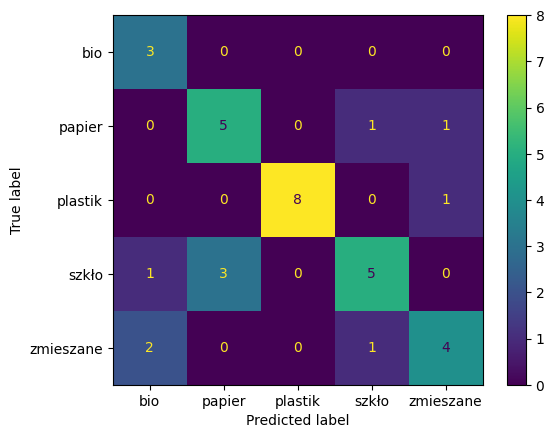 8
bio 3 0 0 0 0
7
papier 0 5 0 1 1
6
5
plastik 0 0 8 0 1
4
3
szkło 1 3 0 5 0
2
zmieszane 2 0 0 1 4
1
0
bio papier plastik szkło zmieszane
Predicted label
True label